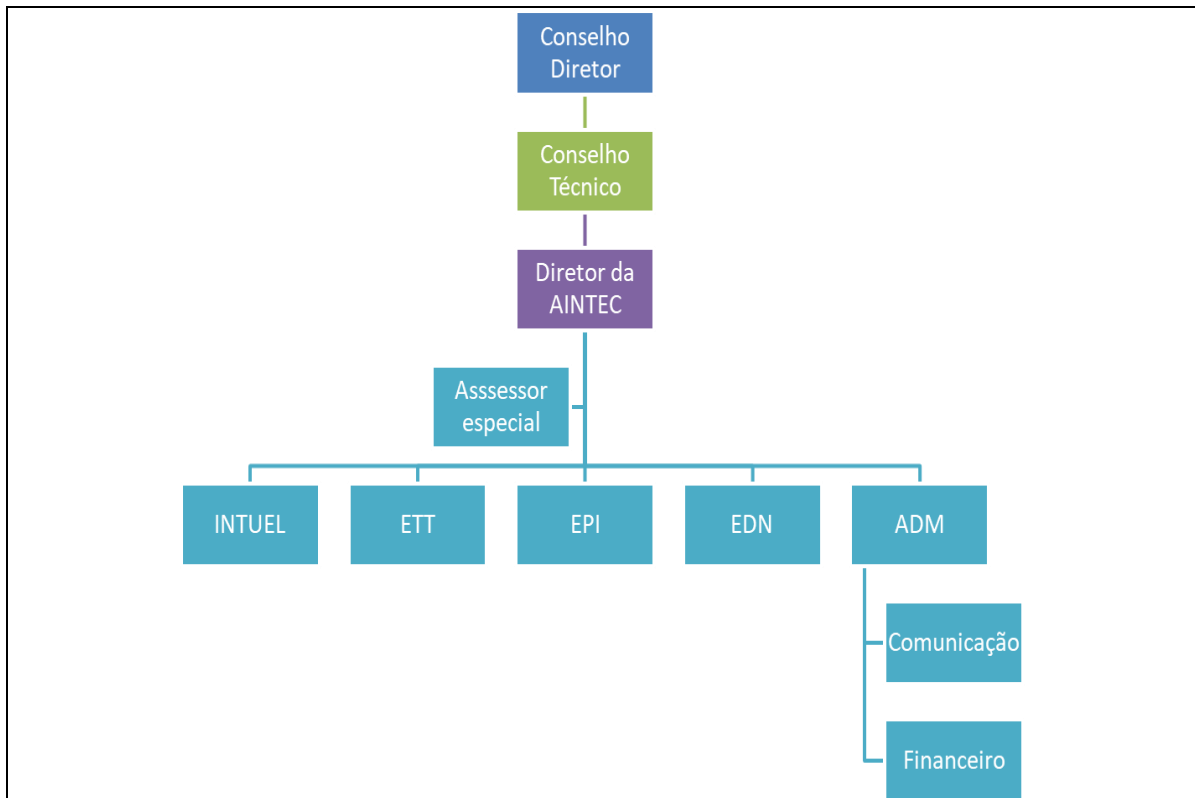 Conselho
Diretor
Conselho
Técnico
Diretor da
AINTEC
Asssessor
especial
INTUEL
ETT
EPI
EDN
ADM
Comunicação
Financeiro